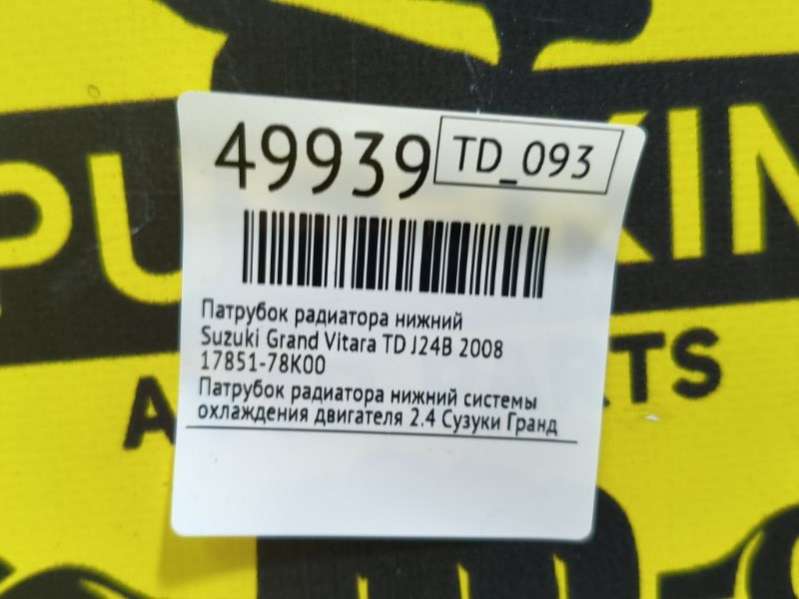 49939 TD_093
Патрубок радиатора нижний
Suzuki Grand Vitara TD J24B 2008
17851-78K00
Патрубок радиатора нижний системы
охлаждения двигателя 2.4 Сузуки Гранд